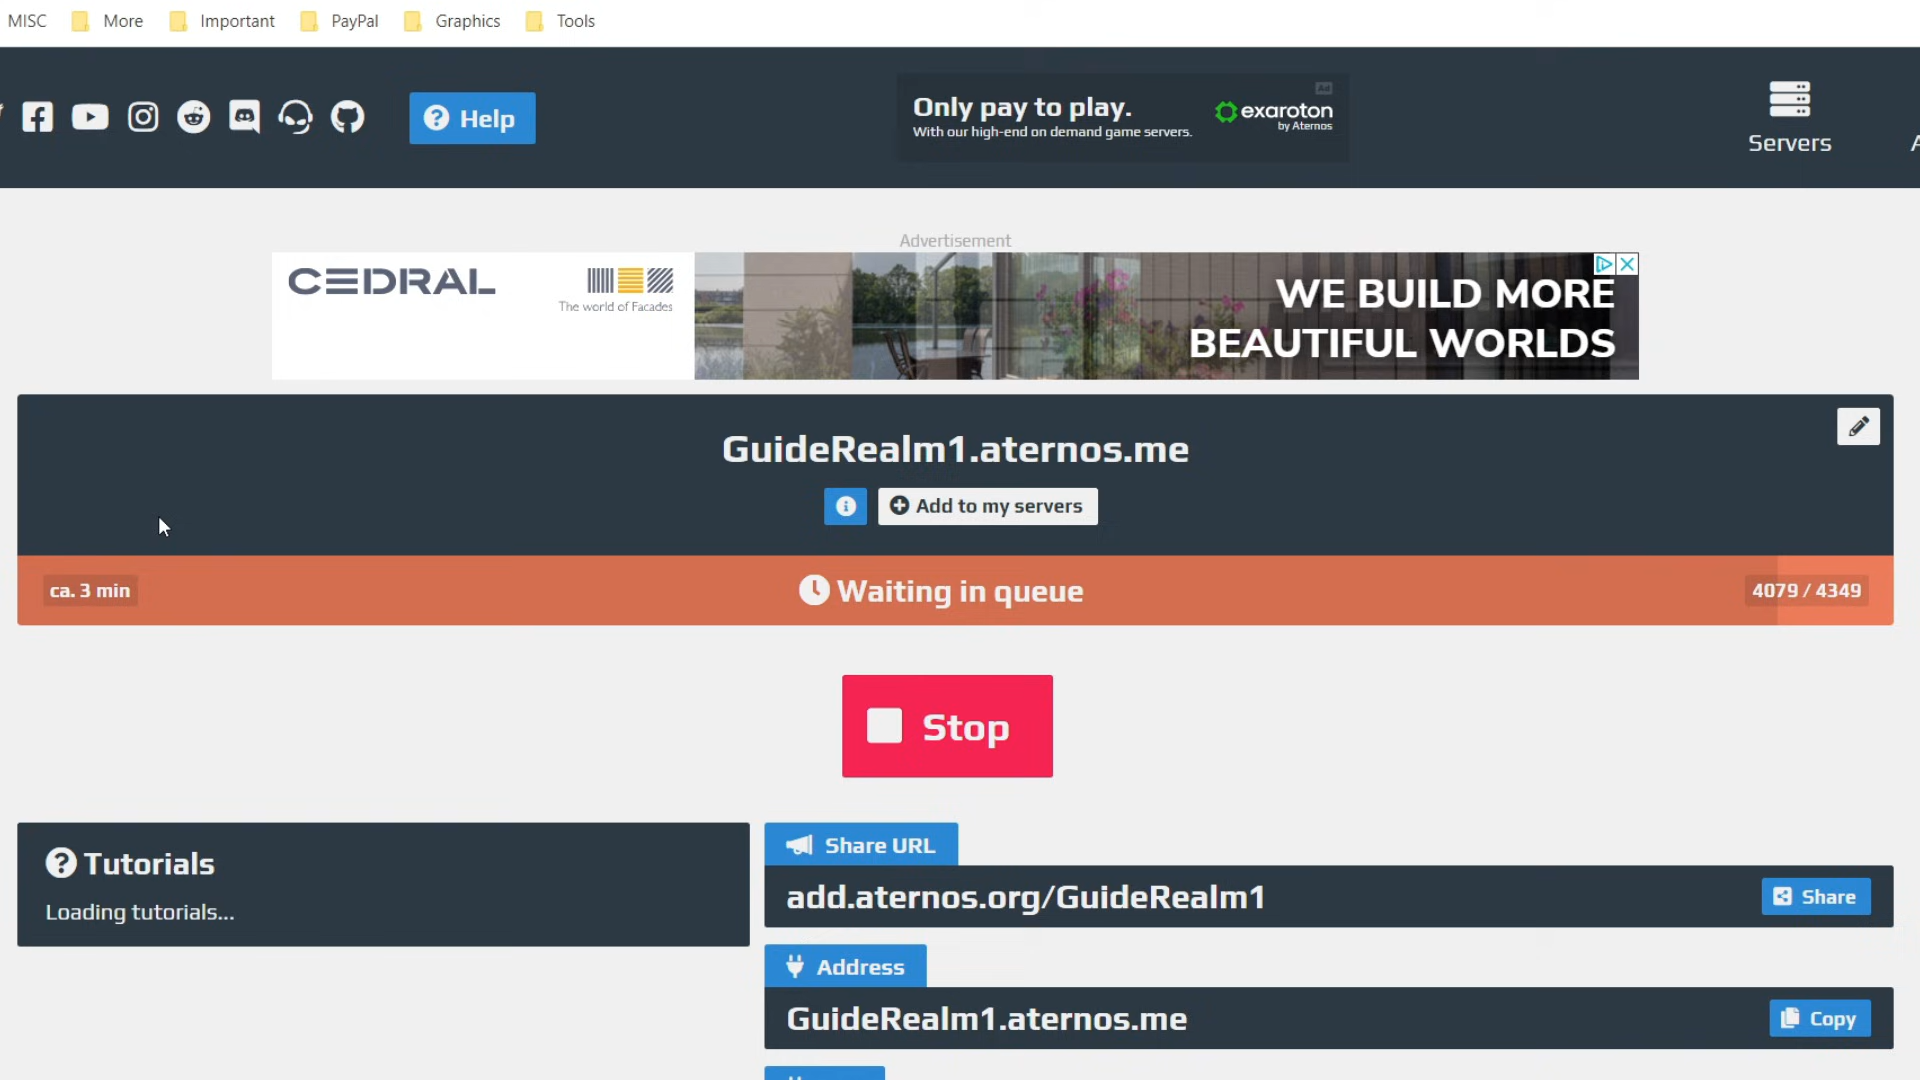 MISC More Important PayPal Graphics Tools
Help
Only pay to play.
With our high-end on demand game servers.
Ad
exaroton
by Aternos
Servers
Advertisement
CEDRAL
The world of Facades
WE BUILD MORE
BEAUTIFUL WORLDS
GuideRealm1.aternos.me
Add to my servers
ca. 3 min
Waiting in queue
4079 / 4349
Stop
Tutorials
Loading tutorials...
Share URL
add.aternos.org/GuideRealm1
Share
Address
GuideRealm1.aternos.me
Copy